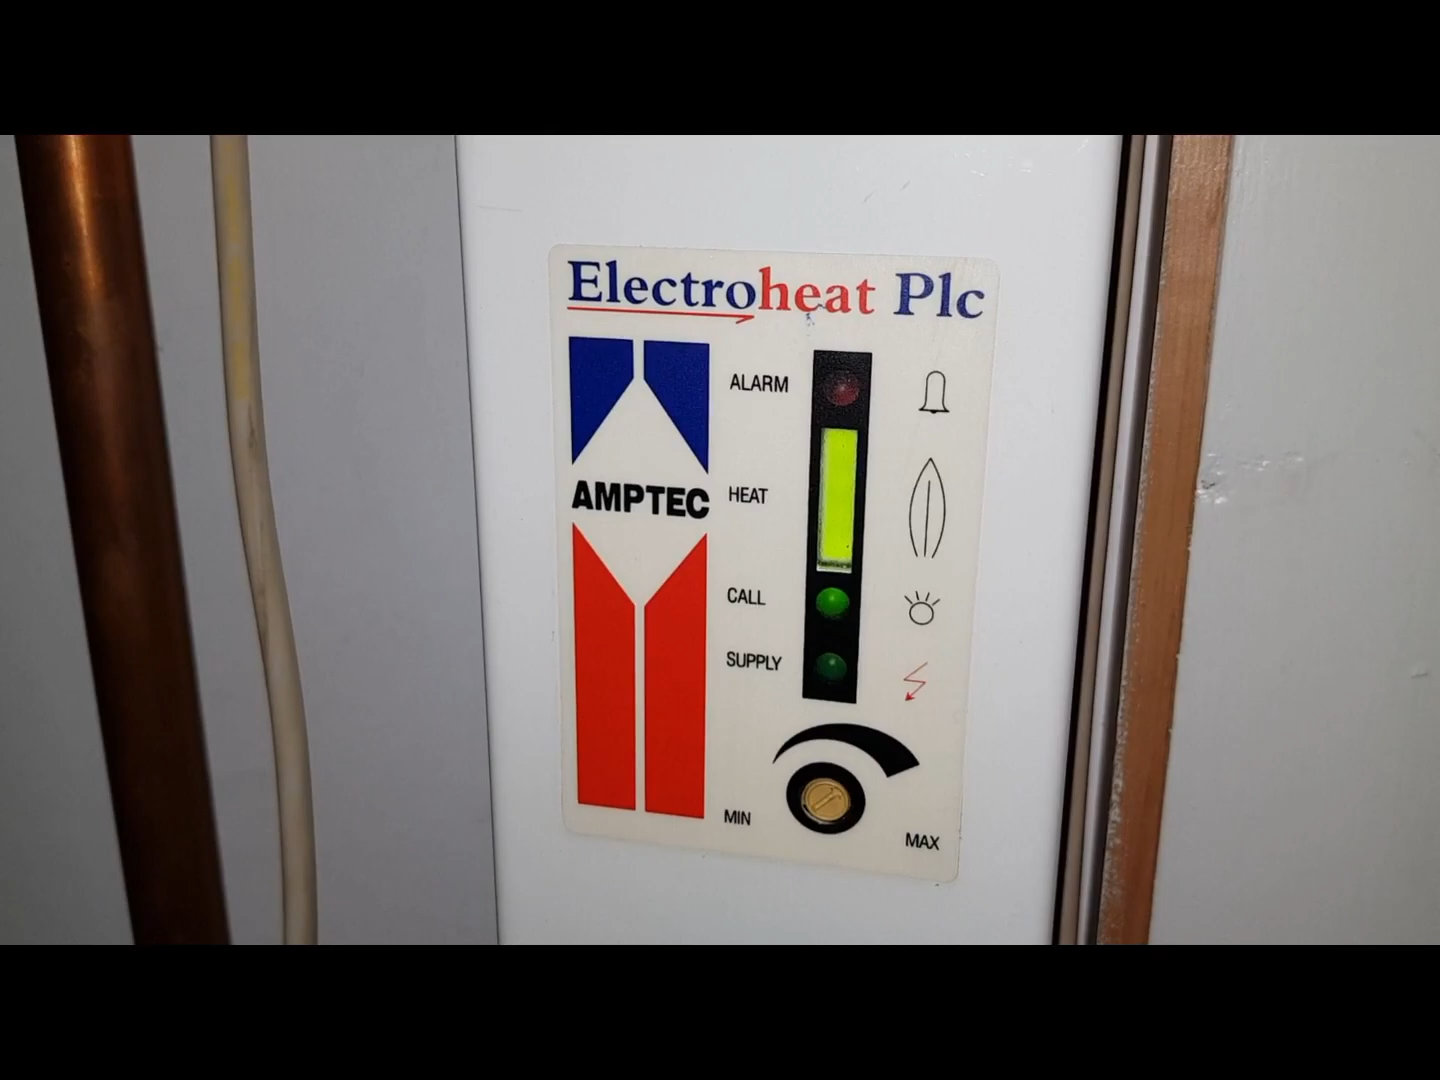 Electroheat Plc
ALARM
AMPTEC
HEAT
CALL
SUPPLY
MIN
MAX